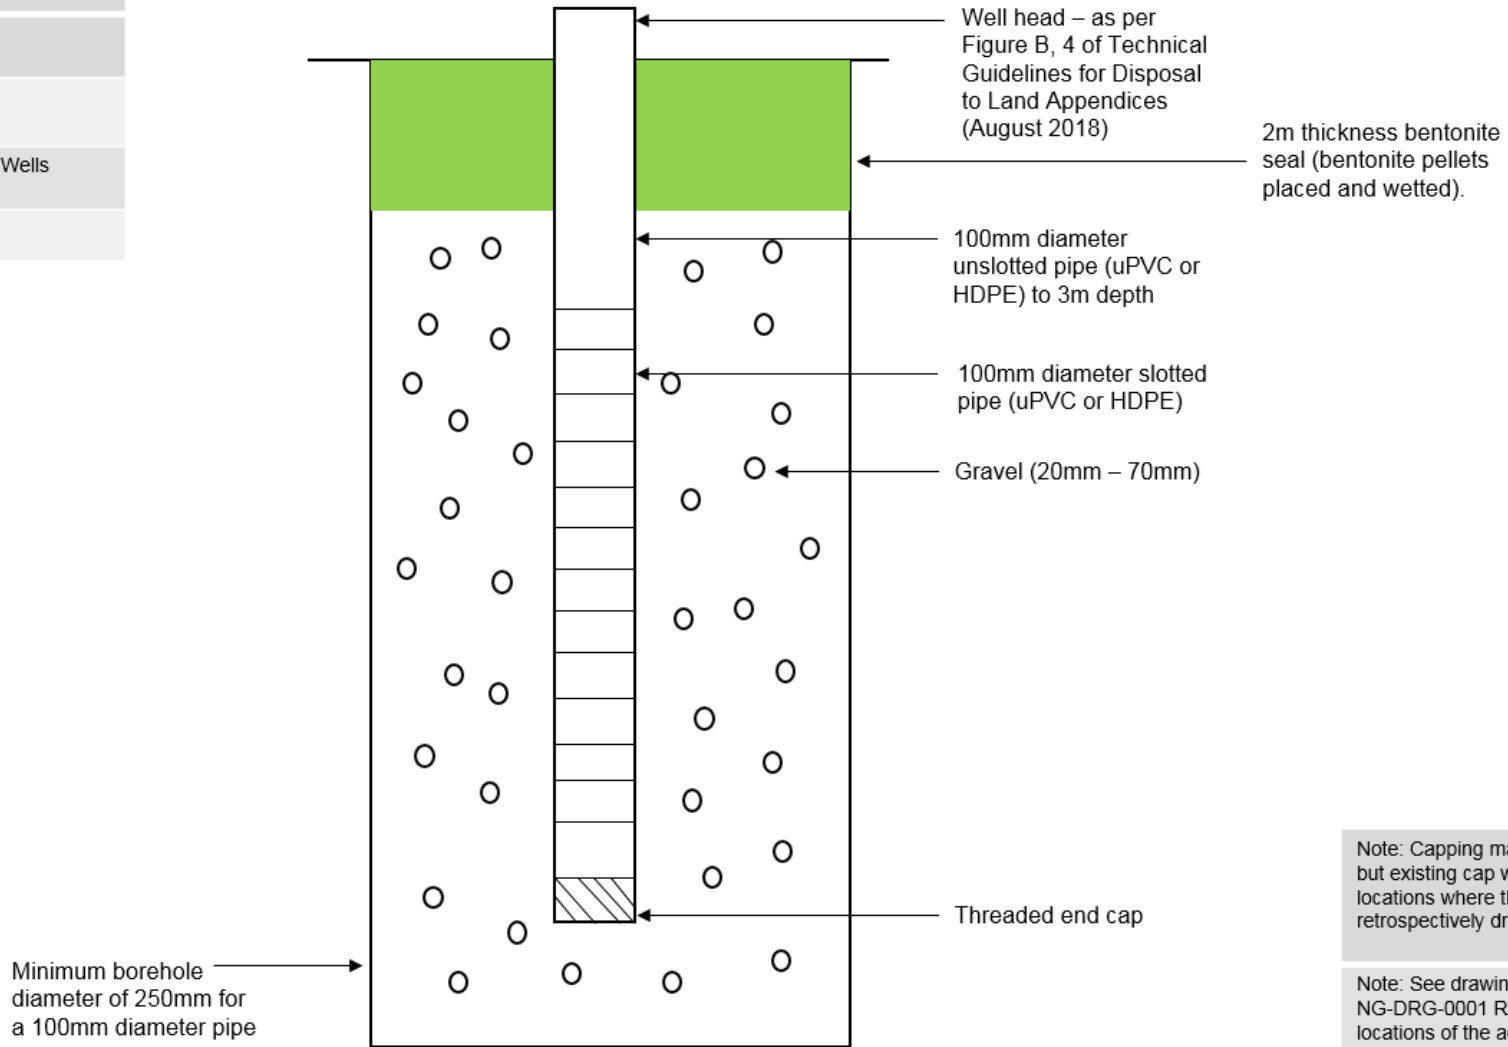 Wells
Well head – as per
Figure B, 4 of Technical
Guidelines for Disposal
to Land Appendices
(August 2018)
2m thickness bentonite
seal (bentonite pellets
placed and wetted).
100mm diameter
unslotted pipe (uPVC or
HDPE) to 3m depth
100mm diameter slotted
pipe (uPVC or HDPE)
Gravel (20mm – 70mm)
Threaded end cap
Minimum borehole
diameter of 250mm for
a 100mm diameter pipe
Note: Capping
but existing cap
locations where
retrospectively
Note: See
NG-DRG-0001
locations of the